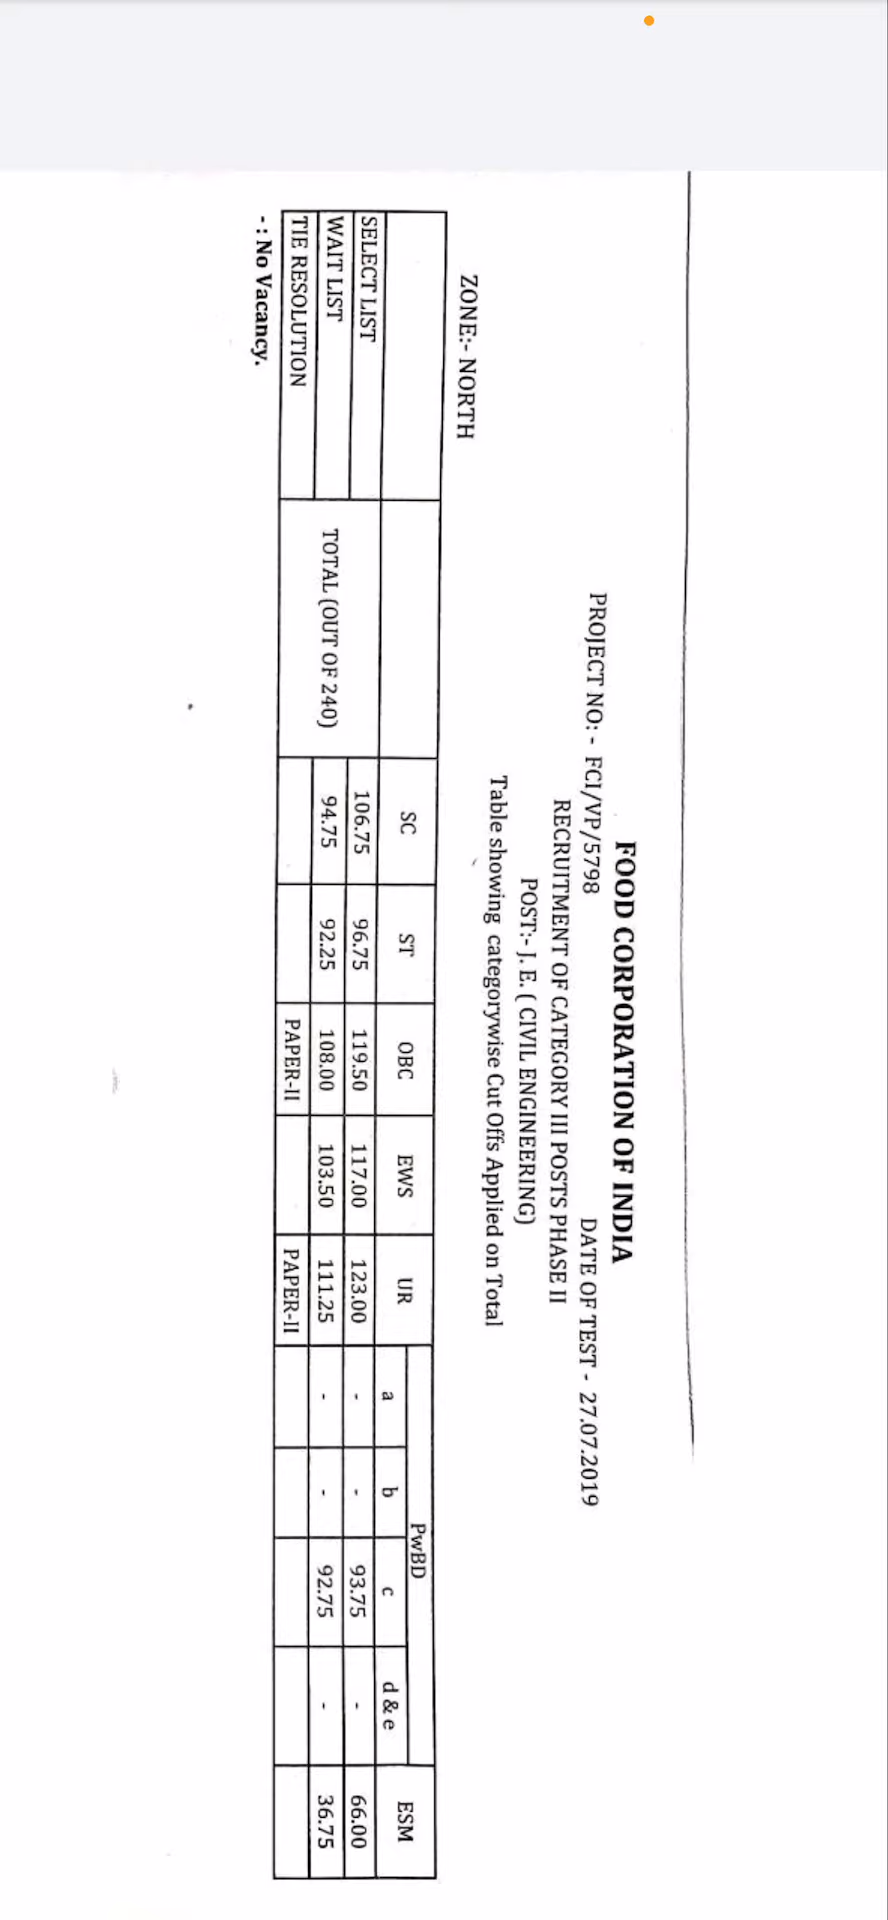 FOOD CORPORATION OF INDIA
PROJECT NO: - FCI/VP/5798 DATE OF TEST - 27.07.2019
RECRUITMENT OF CATEGORY III POSTS PHASE II
POST:- J. E. ( CIVIL ENGINEERING)
Table showing categorywise Cut Offs Applied on Total
ZONE:- NORTH
PwBD
SC ST OBC EWS UR a b c d & e ESM
SELECT LIST 106.75 96.75 119.50 117.00 123.00 - - 93.75 - 66.00
TOTAL (OUT OF 240)
WAIT LIST 94.75 92.25 108.00 103.50 111.25 - - 92.75 - 36.75
TIE RESOLUTION PAPER-II PAPER-II
- : No Vacancy.